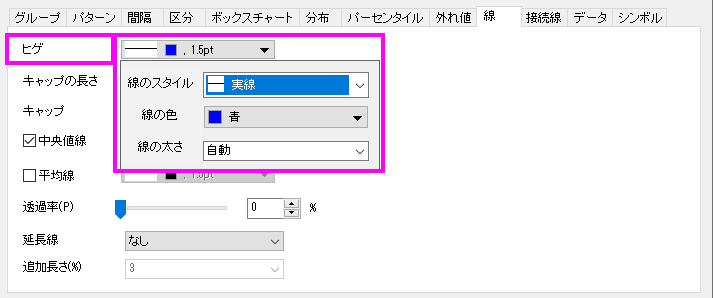 グループ パターン 間隔 区分 ボックスチャート 分布 パーセンタイル 外れ値 線 接続線 データ シンボル
ヒゲ , 1.5pt
キャップの長さ 線のスタイル 実線
キャップ 線の色 青
中央値線 線の太さ 自動
平均線 , 1.5pt
透過率(P) 0 %
延長線 なし
追加長さ(%) 3